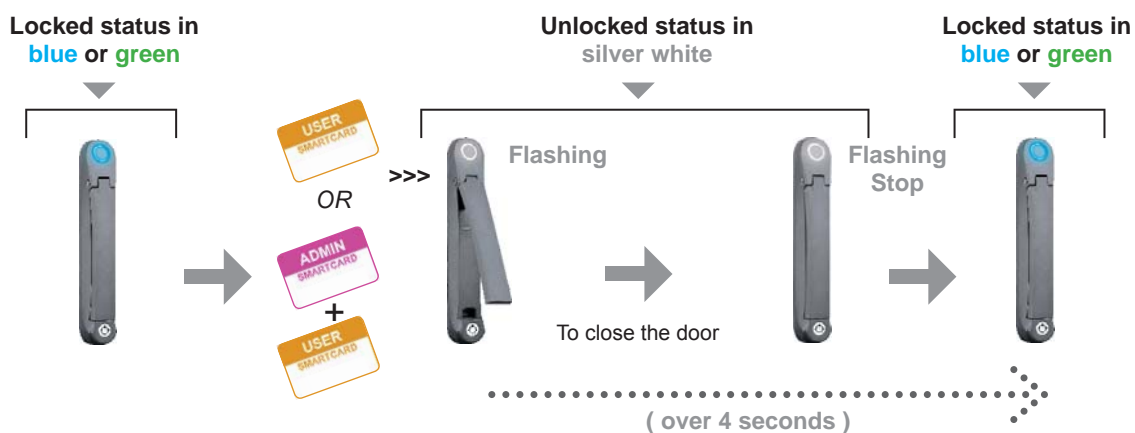 Locked status in
blue or green
Unlocked status in
silver white
Locked status in
blue or green
USER
SMARTCARD
OR
ADMIN
SMARTCARD
+
USER
SMARTCARD
>>>
Flashing
To close the door
Flashing
Stop
( over 4 seconds )